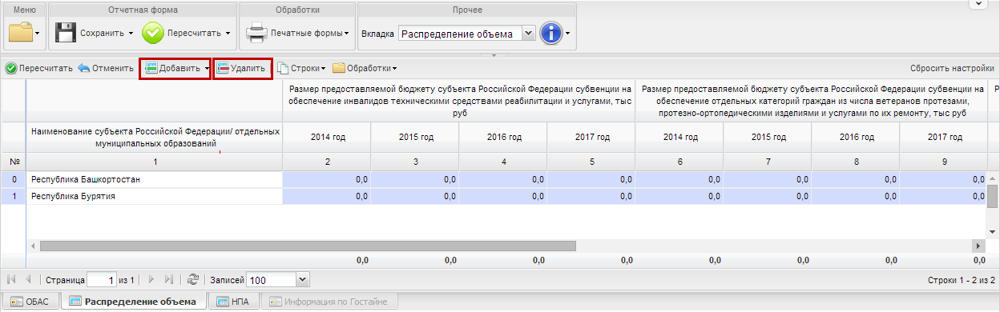 Меню
Отчетная форма
Обработки
Прочее
Сохранить
Пересчитать
Печатные формы
Вкладка
Распределение объема
Пересчитать
Отменить
Добавить
Удалить
Строки
Обработки
Сбросить настройки
Размер предоставляемой бюджету субъекта Российской Федерации субвенции на
обеспечение инвалидов техническими средствами реабилитации и услугами, тыс
руб
Размер предоставляемой бюджету субъекта Российской Федерации субвенции на
обеспечение отдельных категорий граждан из числа ветеранов протезами,
протезно-ортопедическими изделиями и услугами по их ремонту, тыс руб
Наименование субъекта Российской Федерации/ отдельных
муниципальных образований
2014 год 2015 год 2016 год 2017 год 2014 год 2015 год 2016 год 2017 год
№ 1 2 3 4 5 6 7 8 9
0 Республика Башкортостан 0,0 0,0 0,0 0,0 0,0 0,0 0,0 0,0
1 Республика Бурятия 0,0 0,0 0,0 0,0 0,0 0,0 0,0 0,0
0,0 0,0 0,0 0,0 0,0 0,0 0,0 0,0
Страница 1 из 1
Записей 100
Строки 1 - 2 из 2
ОБАС
Распределение объема
НПА
Информация по Гостайне